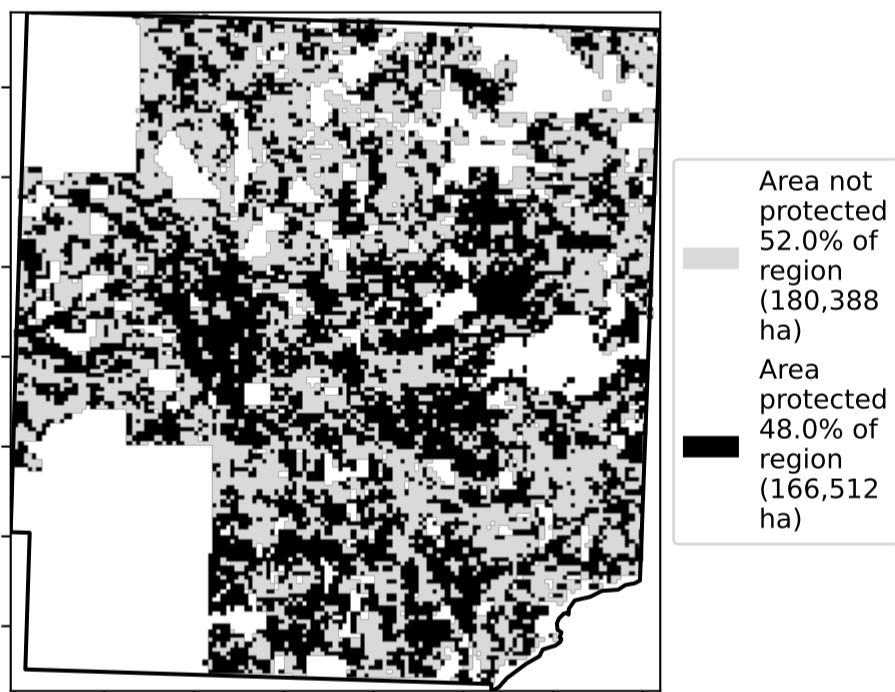 Area not
protected
52.0% of
region
(180,388
ha)
Area
protected
48.0% of
region
(166,512
ha)